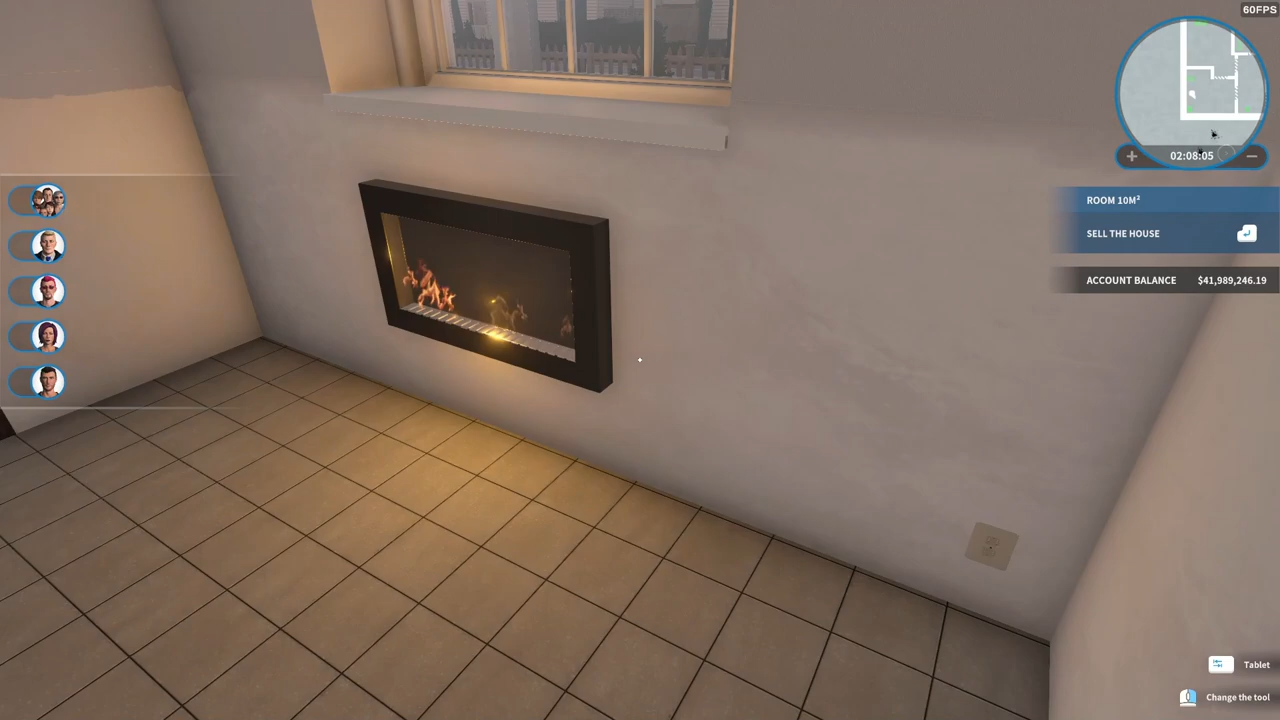 60FPS
02:08:05
ROOM 10M²
SELL THE HOUSE
ACCOUNT BALANCE $41,989,246.19
Tablet
Change the tool